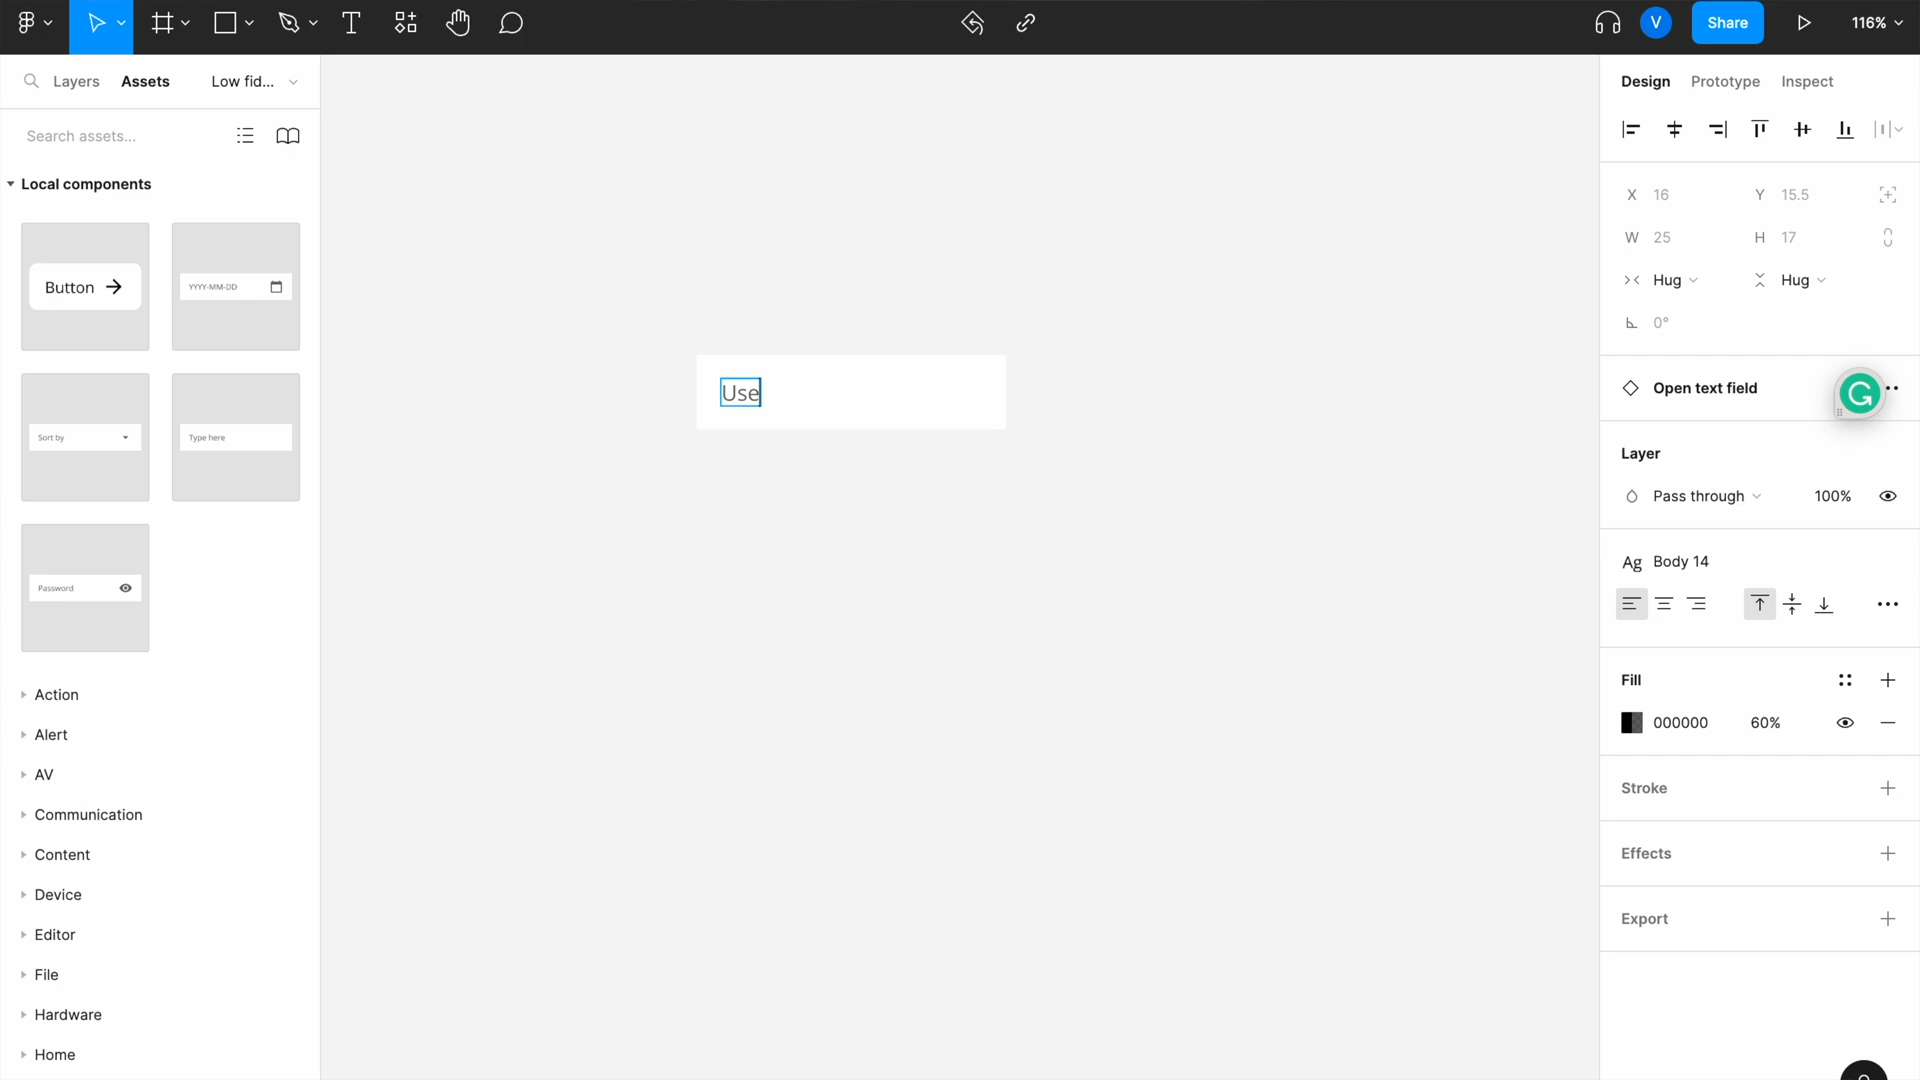 V
Share
116%
Layers
Assets
Low fid...
Search assets...
Local components
Button
YYYY-MM-DD
Sort by
Type here
Password
Action
Alert
AV
Communication
Content
Device
Editor
File
Hardware
Home
Use
Design
Prototype
Inspect
X 16
Y 15.5
W 25
H 17
Hug
Hug
0°
Open text field
Layer
Pass through
100%
Ag Body 14
Fill
000000
60%
Stroke
Effects
Export